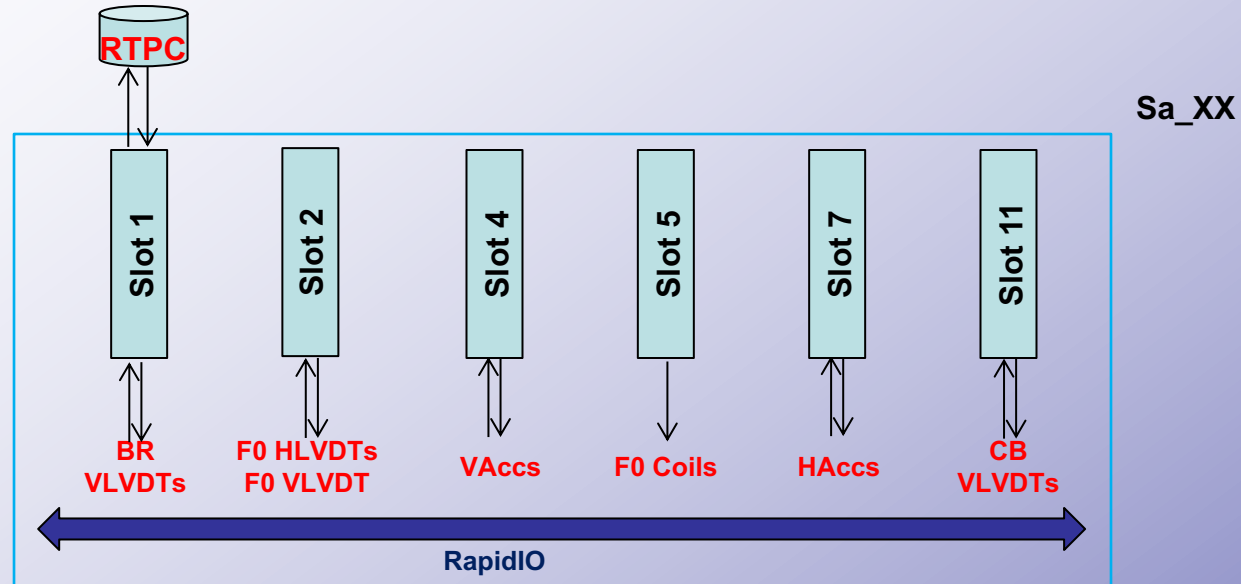 RTPC
Sa_XX
Slot 1
Slot 2
Slot 4
Slot 5
Slot 7
Slot 11
BR
VLVDTs
F0 HLVDTs
F0 VLVDT
VAccs
F0 Coils
HAccs
CB
VLVDTs
RapidIO